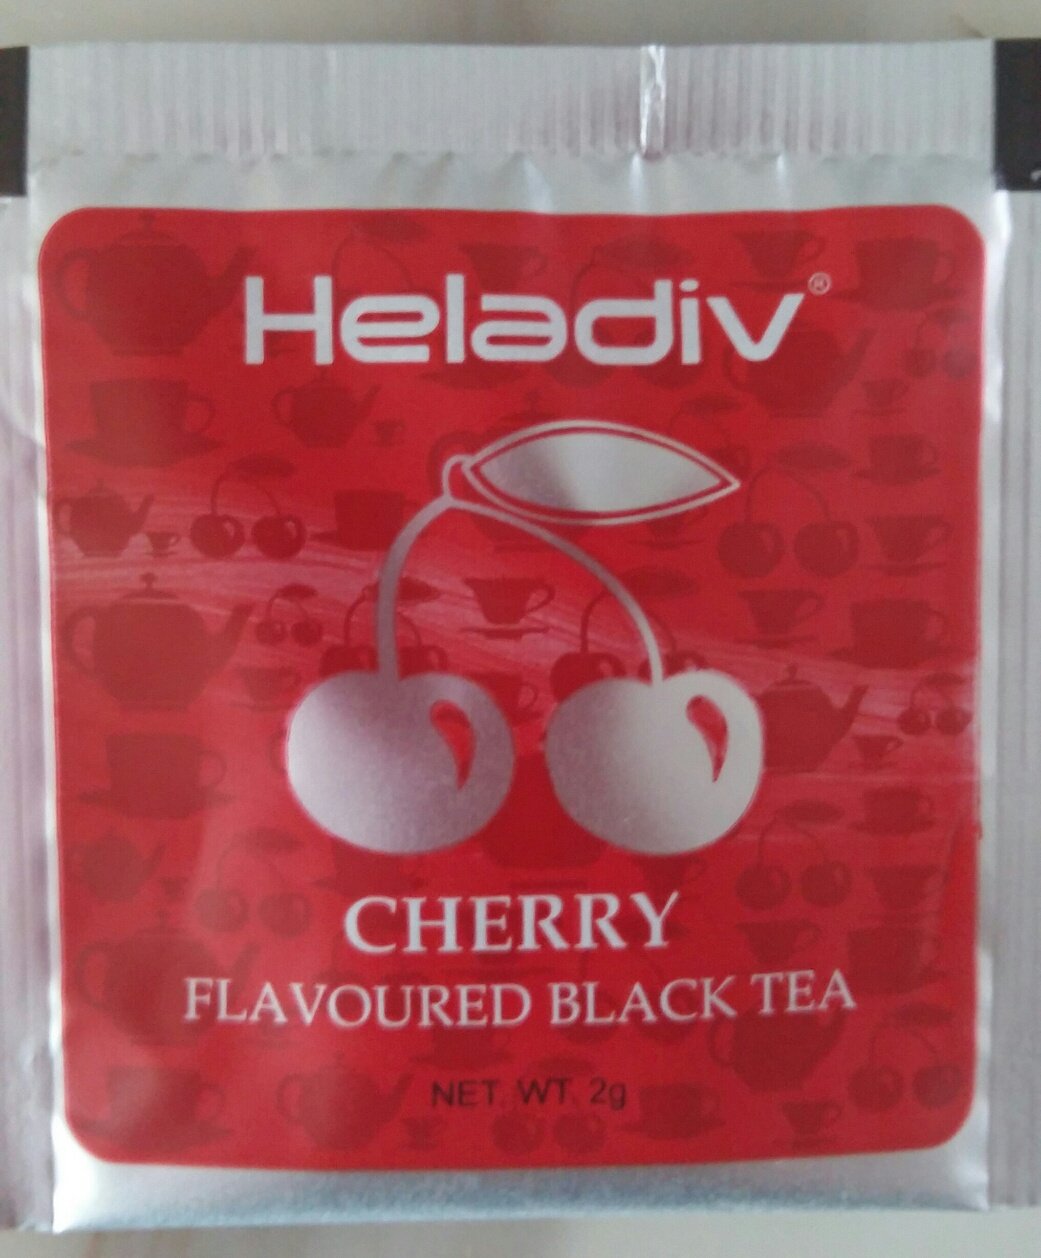 Heladiv®
CHERRY
FLAVOURED BLACK TEA
NET. WT. 2g